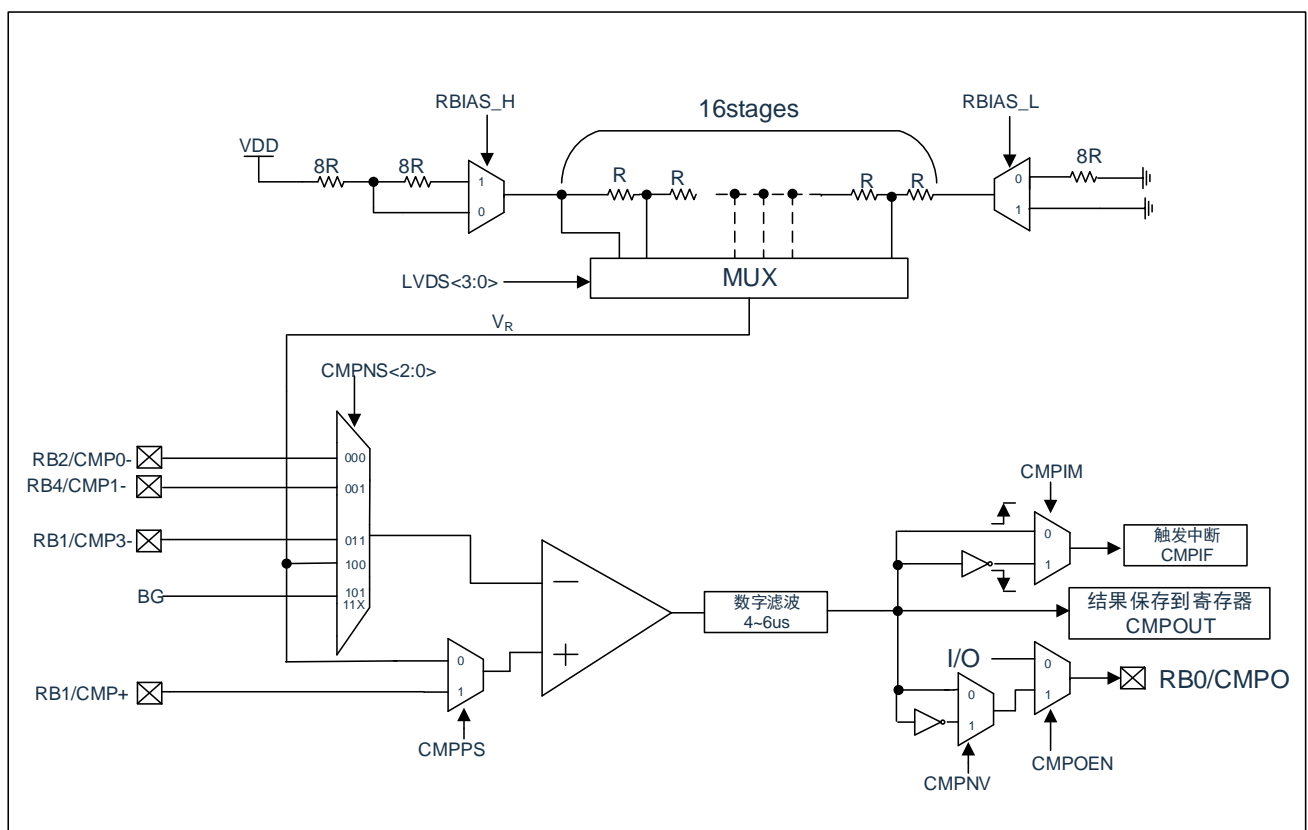 RBIAS_H
16stages
RBIAS_L
VDD
8R
8R
1
0
R
R
R
R
0
1
8R
LVDS<3:0>
MUX
VR
CMPNS<2:0>
RB2/CMP0-
000
RB4/CMP1-
001
RB1/CMP3-
011
100
BG
101
11X
RB1/CMP+
0
1
CMPPS
数字滤波
4~6us
CMPIM
0
1
触发中断
CMPIF
结果保存到寄存器
CMPOUT
I/O
0
1
CMPNV
0
1
CMPOEN
RB0/CMPO